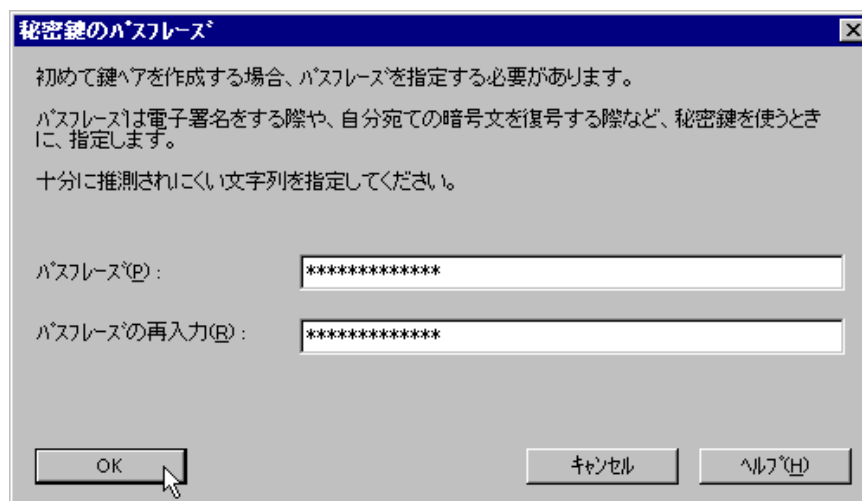 秘密鍵のﾊﾟｽﾌﾚｰｽﾞ
初めて鍵ﾍﾟｱを作成する場合、ﾊﾟｽﾌﾚｰｽﾞを指定する必要があります。
ﾊﾟｽﾌﾚｰｽﾞは電子署名をする際や、自分宛ての暗号文を復号する際など、秘密鍵を使うとき
に、指定します。
十分に推測されにくい文字列を指定してください。
ﾊﾟｽﾌﾚｰｽﾞ(P) :
*************
ﾊﾟｽﾌﾚｰｽﾞの再入力(R) :
*************
OK
ｷｬﾝｾﾙ
ﾍﾙﾌﾟ(H)